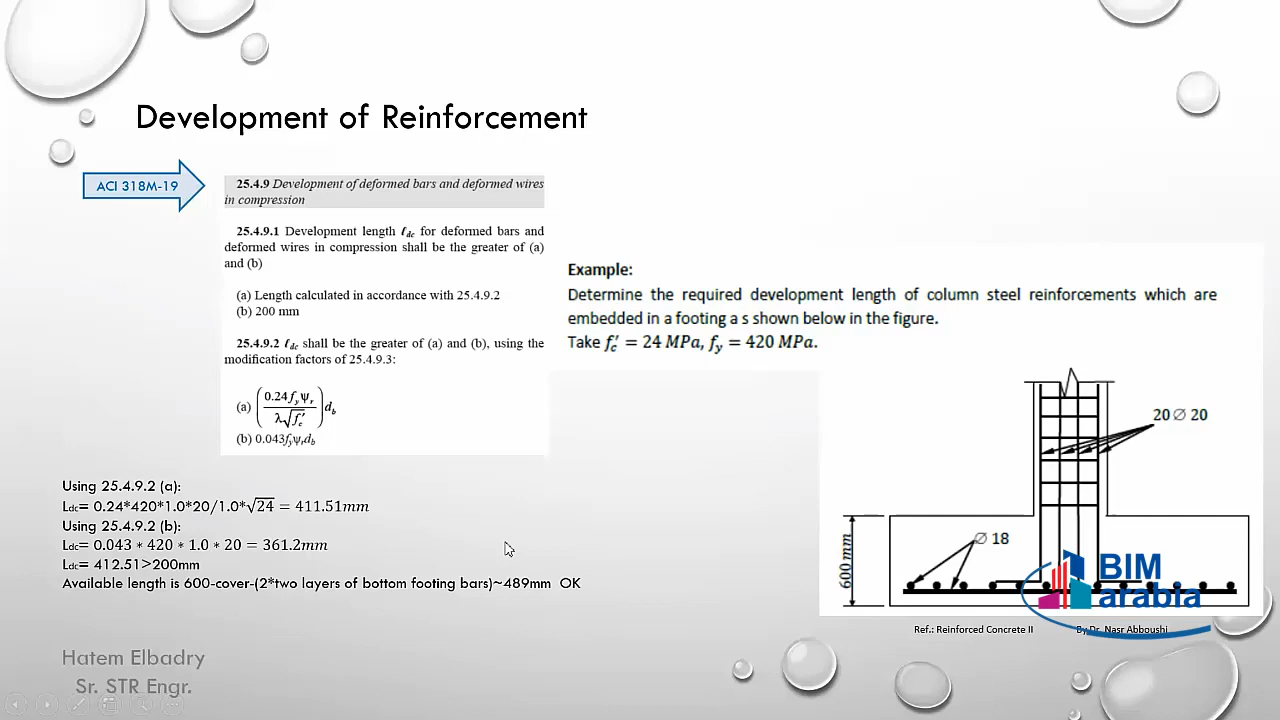 Development of Reinforcement
ACI 318M-19
25.4.9 Development of deformed bars and deformed wires
in compression
25.4.9.1 Development length ℓdc for deformed bars and
deformed wires in compression shall be the greater of (a)
and (b)
(a) Length calculated in accordance with 25.4.9.2
(b) 200 mm
25.4.9.2 ℓdc shall be the greater of (a) and (b), using the
modification factors of 25.4.9.3:
(a) (0.24fyψr / λ√fc′) db
(b) 0.043fyψrdb
Example:
Determine the required development length of column steel reinforcements which are
embedded in a footing a s shown below in the figure.
Take fc′ = 24 MPa, fy = 420 MPa.
20 ∅ 20
∅ 18
600 mm
Using 25.4.9.2 (a):
Ldc= 0.24*420*1.0*20/1.0*√24 = 411.51mm
Using 25.4.9.2 (b):
Ldc= 0.043 * 420 * 1.0 * 20 = 361.2mm
Ldc= 412.51>200mm
Available length is 600-cover-(2*two layers of bottom footing bars)~489mm OK
BIM
arabia
Ref.: Reinforced Concrete II By Dr. Nasr Abboushi
Hatem Elbadry
Sr. STR Engr.